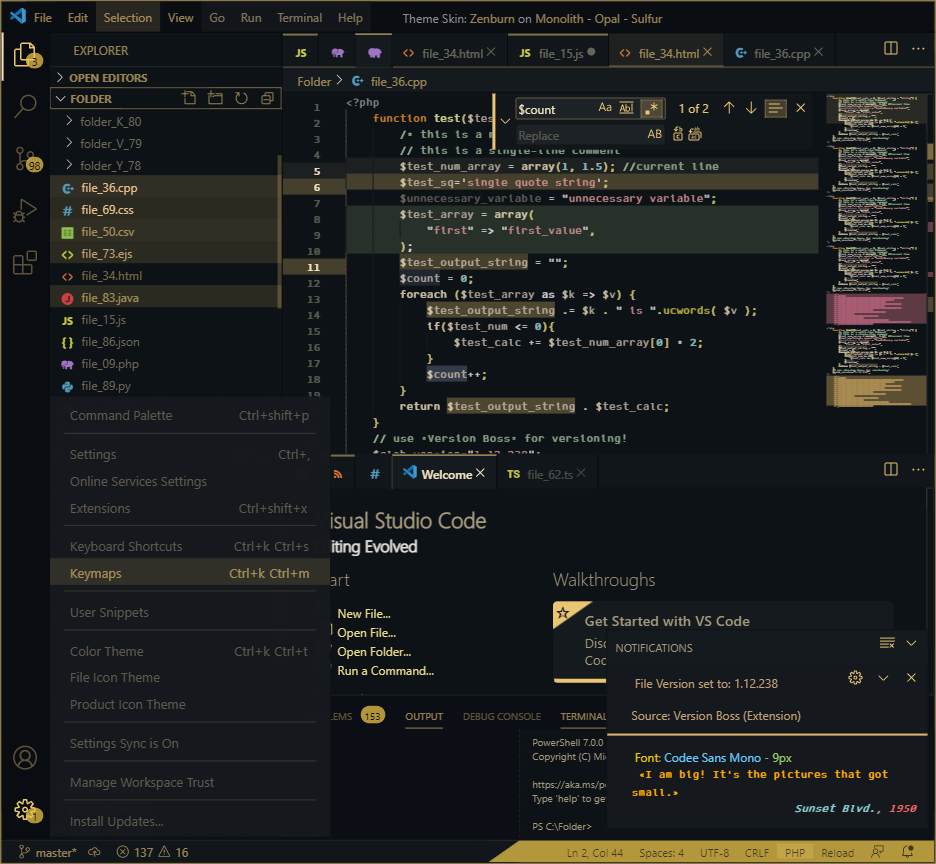 File Edit Selection View Go Run Terminal Help Theme Skin: Zenburn on Monolith - Opal - Sulfur
EXPLORER
JS file_34.html JS file_15.js file_34.html file_36.cpp
3
OPEN EDITORS
FOLDER
Folder > file_36.cpp
folder_K_80
folder_V_79
folder_Y_78
file_36.cpp
# file_69.css
file_50.csv
file_73.ejs
file_34.html
file_83.java
JS file_15.js
{} file_86.json
file_09.php
file_89.py
98
1 <?php
2 function test($tes
3 /* this is a m
4 // this is a single-line comment
5 $test_num_array = array(1, 1.5); //current line
6 $test_sq='single quote string';
7 $unnecessary_variable = "unnecessary variable";
8 $test_array = array(
9 "first" => "first_value",
10 );
11 $test_output_string = "";
12 $count = 0;
13 foreach ($test_array as $k => $v) {
14 $test_output_string .= $k . " is ".ucwords( $v );
15 if($test_num <= 0){
16 $test_calc += $test_num_array[0] * 2;
17 }
18 $count++;
19 }
return $test_output_string . $test_calc;
}
// use *Version Boss* for versioning!
$count Aa Abl .* 1 of 2
Replace AB
Command Palette Ctrl+shift+p
Settings Ctrl+,
Online Services Settings
Extensions Ctrl+shift+x
Keyboard Shortcuts Ctrl+k Ctrl+s
Keymaps Ctrl+k Ctrl+m
User Snippets
Color Theme Ctrl+k Ctrl+t
File Icon Theme
Product Icon Theme
Settings Sync is On
Manage Workspace Trust
Install Updates...
1
# Welcome TS file_62.ts
isual Studio Code
iting Evolved
art
New File...
Open File...
Open Folder...
Run a Command...
Walkthroughs
Get Started with VS Code
Disc
Coc
NOTIFICATIONS
File Version set to: 1.12.238
Source: Version Boss (Extension)
Font: Codee Sans Mono - 9px
«I am big! It's the pictures that got
small.»
Sunset Blvd., 1950
LEMS 153 OUTPUT DEBUG CONSOLE TERMINAL
PowerShell 7.0.0
Copyright (C) Mi
https://aka.ms/p
Type 'help' to ge
PS C:\Folder>
master* 137 16 Ln 2, Col 44 Spaces: 4 UTF-8 CRLF PHP Reload